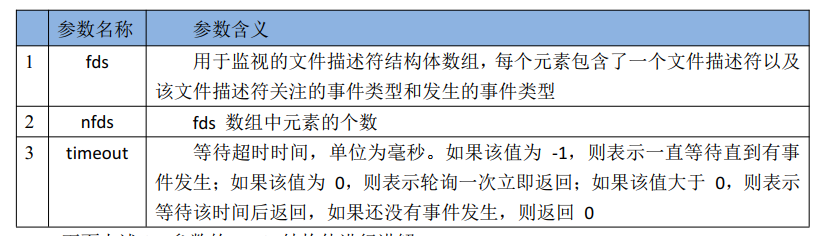 参数名称 参数含义
1 fds 用于监视的文件描述符结构体数组，每个元素包含了一个文件描述符以及
该文件描述符关注的事件类型和发生的事件类型
2 nfds fds 数组中元素的个数
3 timeout 等待超时时间，单位为毫秒。如果该值为 -1，则表示一直等待直到有事
件发生；如果该值为 0，则表示轮询一次立即返回；如果该值大于 0，则表示
等待该时间后返回，如果还没有事件发生，则返回 0